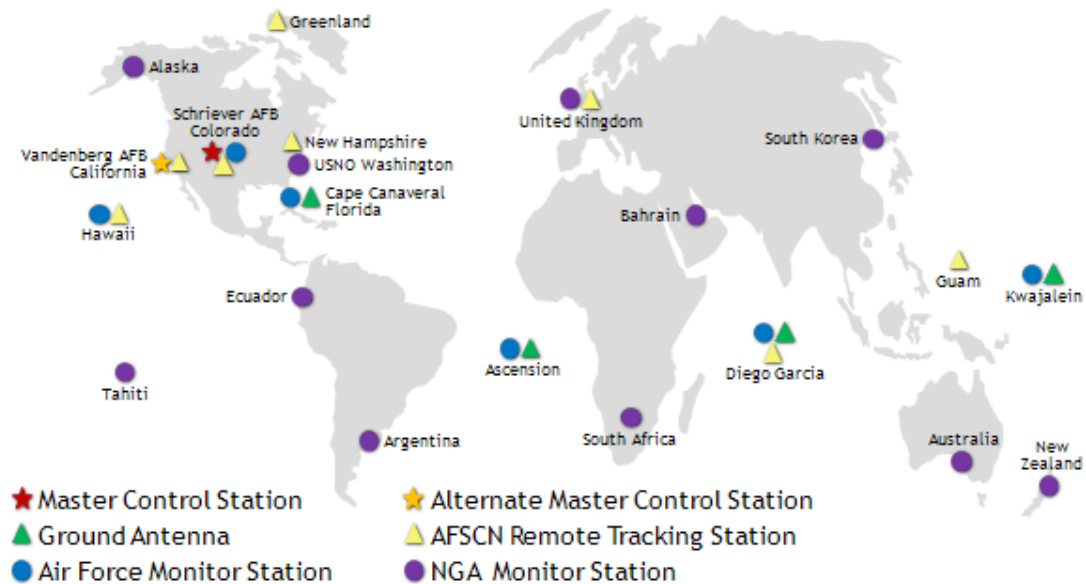 Greenland
Alaska
Schriever AFB
Colorado
United Kingdom
New Hampshire
South Korea
Vandenberg AFB
California
USNO Washington
Cape Canaveral
Florida
Bahrain
Hawaii
Guam
Kwajalein
Ecuador
Ascension
Diego Garcia
Tahiti
Argentina
South Africa
Australia
New
Zealand
Master Control Station
Alternate Master Control Station
Ground Antenna
AFSCN Remote Tracking Station
Air Force Monitor Station
NGA Monitor Station